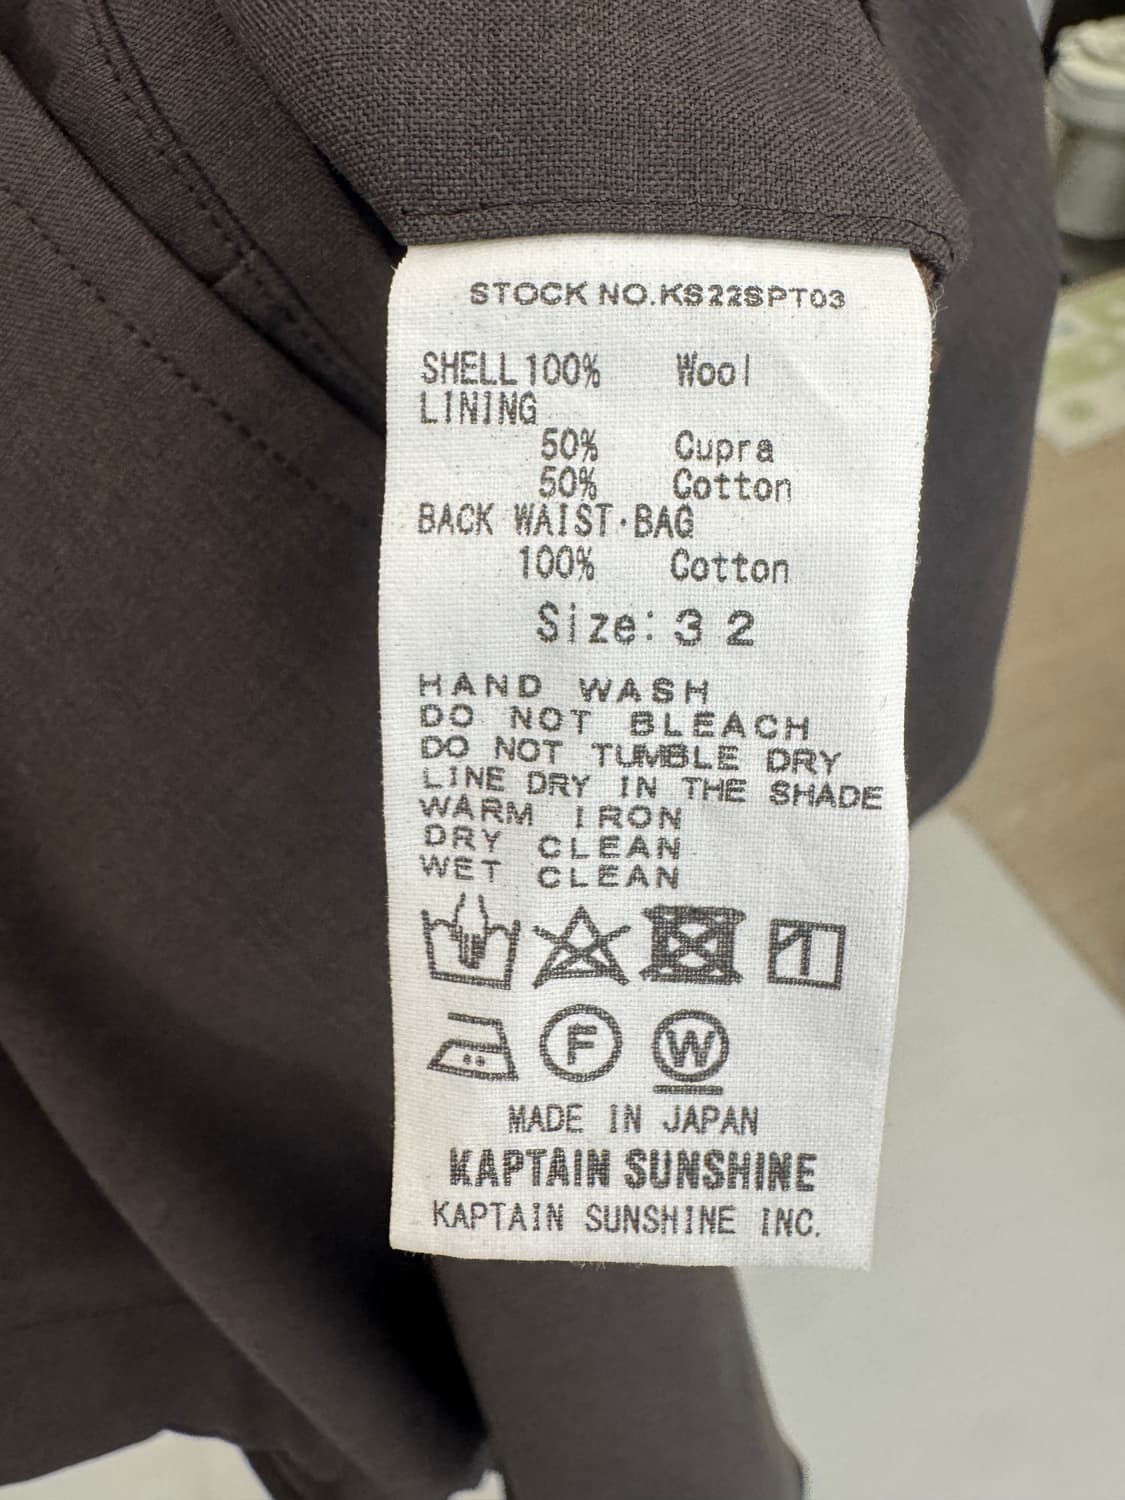 STOCK NO.KS22SPT03
SHELL 100% Wool
LINING
50% Cupra
50% Cotton
BACK WAIST·BAG
100% Cotton
Size: 32
HAND WASH
DO NOT BLEACH
DO NOT TUMBLE DRY
LINE DRY IN THE SHADE
WARM IRON
DRY CLEAN
WET CLEAN
F W
MADE IN JAPAN
KAPTAIN SUNSHINE
KAPTAIN SUNSHINE INC.